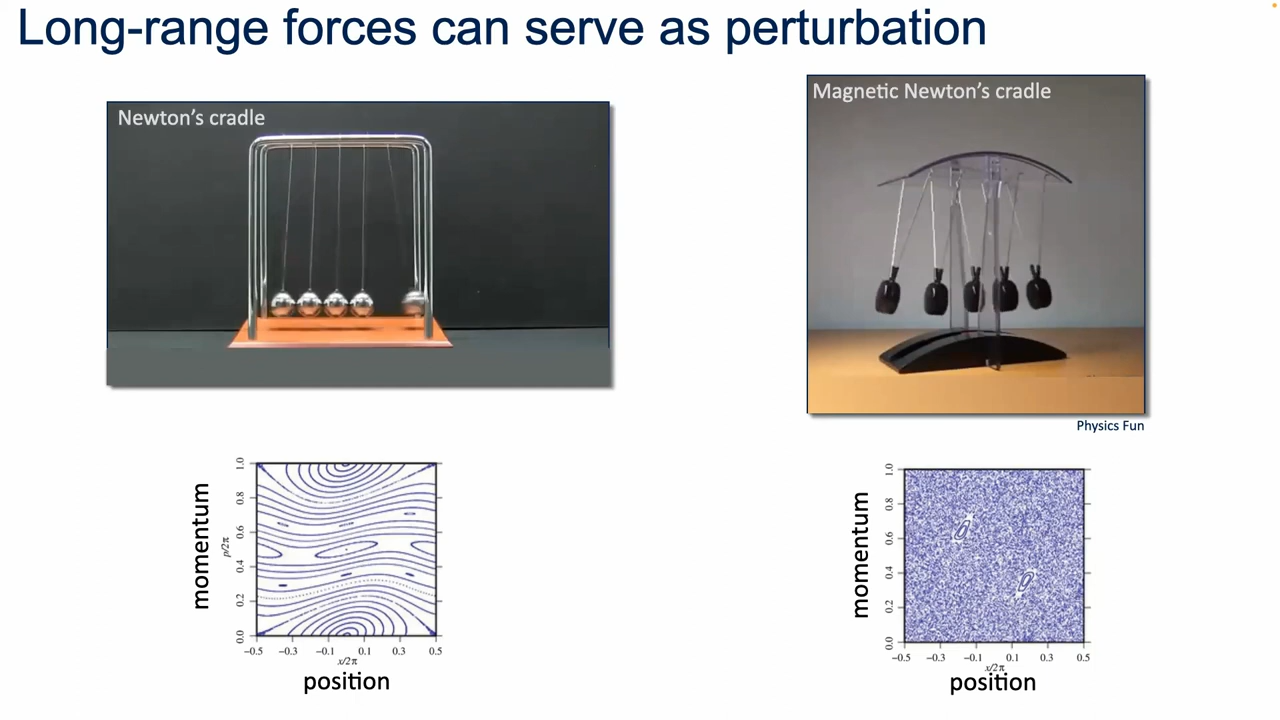 Long-range forces can serve as perturbation
Newton's cradle
Magnetic Newton's cradle
Physics Fun
momentum
p/2π
1.0
0.8
0.6
0.4
0.2
0.0
−0.5 −0.3 −0.1 0.1 0.3 0.5
x/2π
position
momentum
1.0
0.8
0.6
0.4
0.2
0.0
−0.5 −0.3 −0.1 0.1 0.3 0.5
x/2π
position